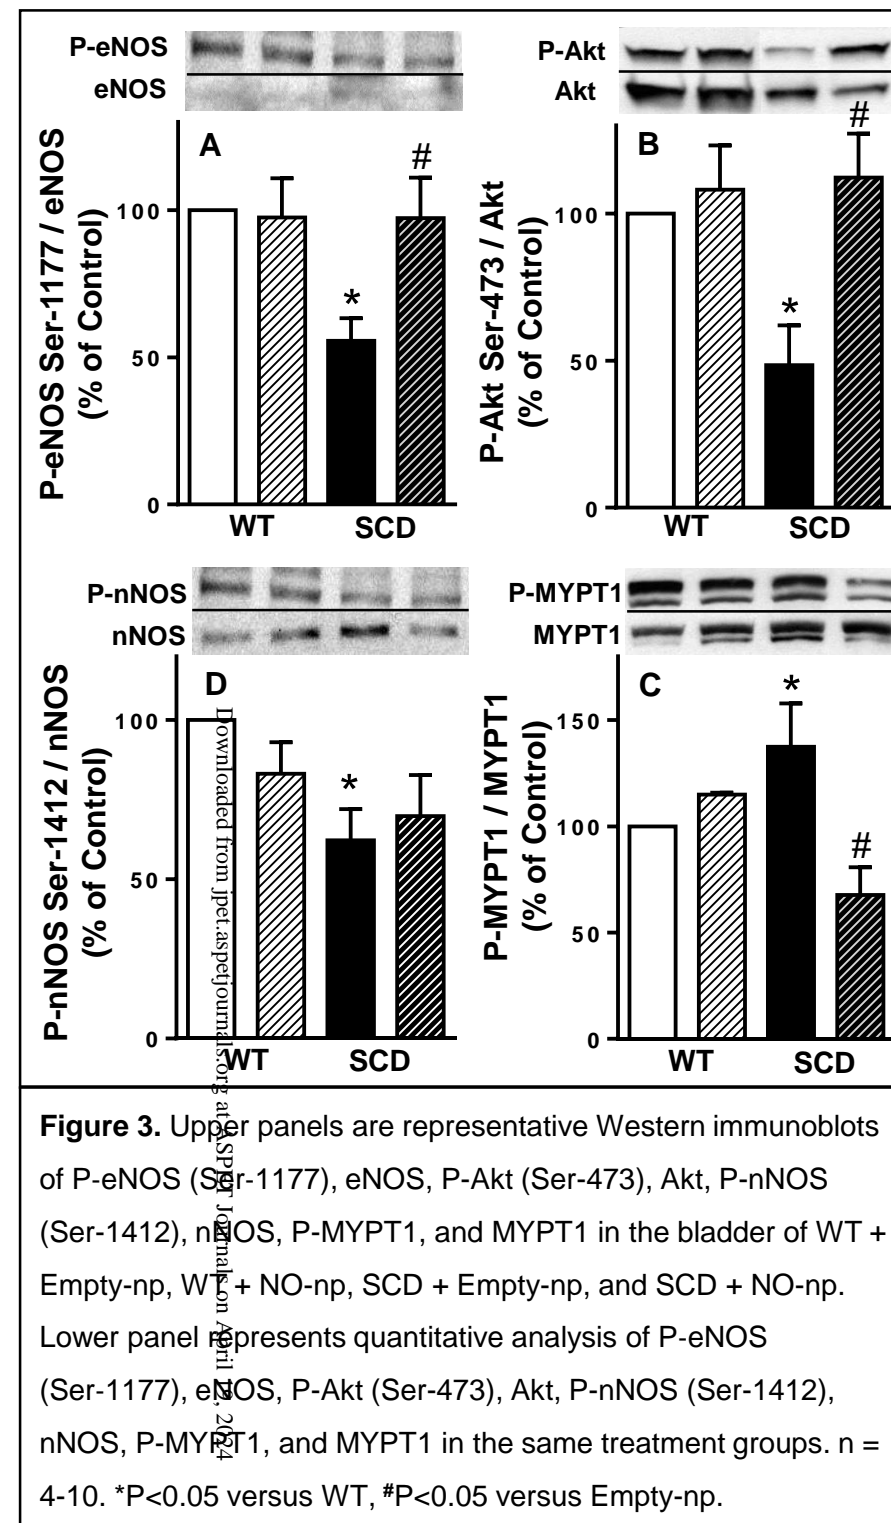 P-eNOS
eNOS
A
P-eNOS Ser-1177 / eNOS
(% of Control)
100
50
0
*
#
WT
SCD
P-Akt
Akt
B
P-Akt Ser-473 / Akt
(% of Control)
100
50
0
*
#
WT
SCD
P-nNOS
nNOS
D
P-nNOS Ser-1412 / nNOS
(% of Control)
100
50
0
*
WT
SCD
P-MYPT1
MYPT1
C
P-MYPT1 / MYPT1
(% of Control)
150
100
50
0
*
#
WT
SCD
Figure 3. Upper panels are representative Western immunoblots
of P-eNOS (Ser-1177), eNOS, P-Akt (Ser-473), Akt, P-nNOS
(Ser-1412), nNOS, P-MYPT1, and MYPT1 in the bladder of WT +
Empty-np, WT + NO-np, SCD + Empty-np, and SCD + NO-np.
Lower panel represents quantitative analysis of P-eNOS
(Ser-1177), eNOS, P-Akt (Ser-473), Akt, P-nNOS (Ser-1412),
nNOS, P-MYPT1, and MYPT1 in the same treatment groups. n =
4-10. *P<0.05 versus WT, #P<0.05 versus Empty-np.
Downloaded from jpet.aspetjournals.org at ASPET Journals on April 2024